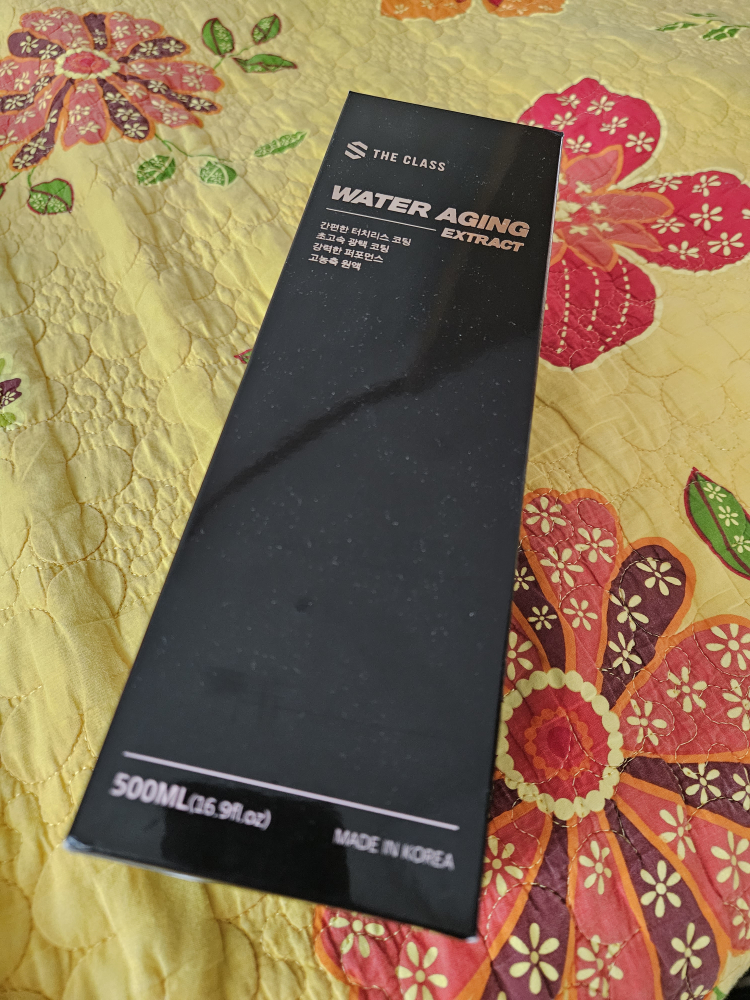 THE CLASS
WATER AGING
EXTRACT
간편한 터치리스 코팅
초고속 광택 코팅
강력한 퍼포먼스
고농축 원액
500ML(16.9fl.oz)
MADE IN KOREA